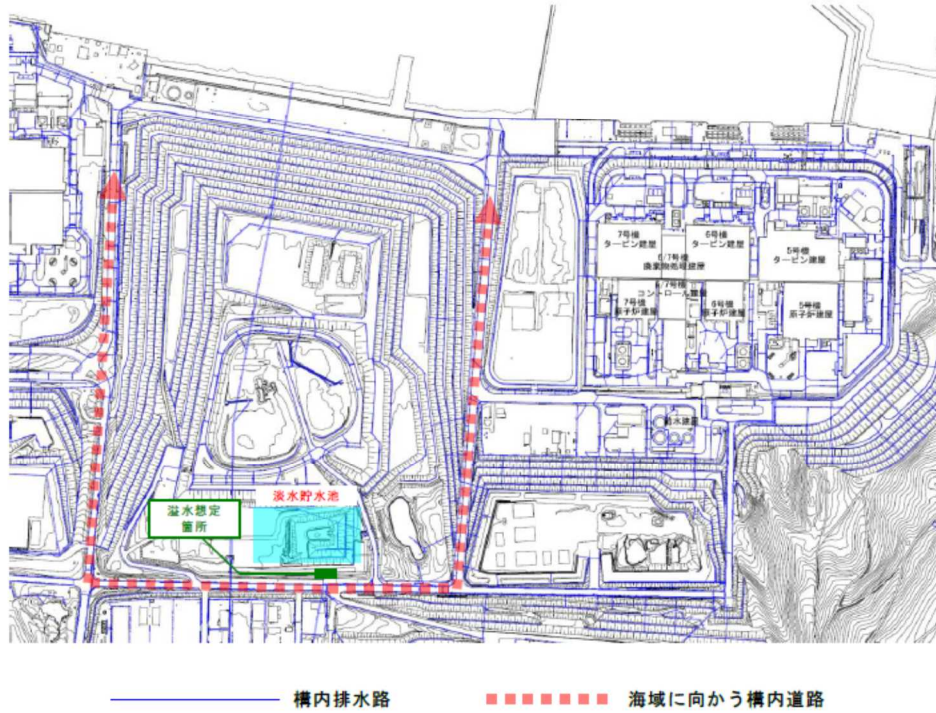 7号機
タービン建屋
6号機
タービン建屋
5号機
タービン建屋
6/7号機
廃棄物処理建屋
6/7号機
コントロール建屋
7号機
原子炉建屋
6号機
原子炉建屋
5号機
原子炉建屋
給水建屋
淡水貯水池
溢水想定
箇所
構内排水路
海域に向かう構内道路